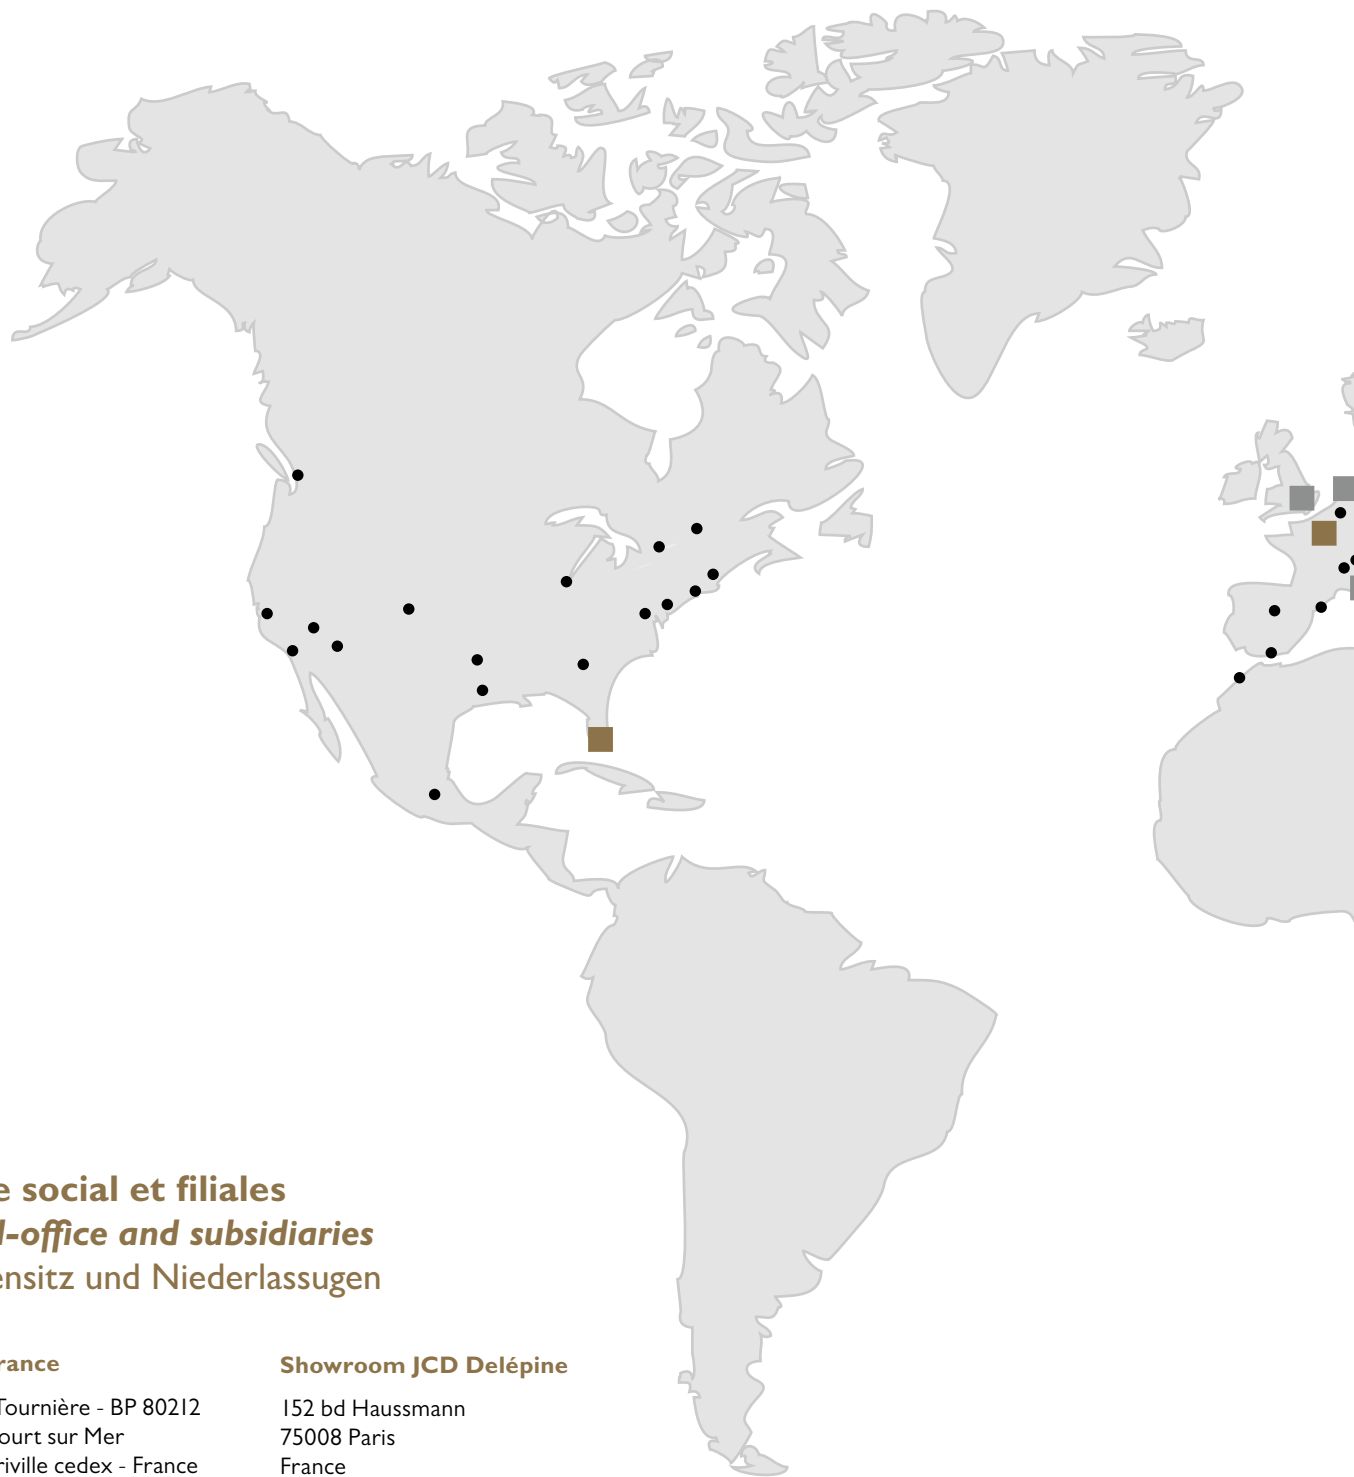 e social et filiales
l-office and subsidiaries
ensitz und Niederlassugen
rance
Tournière - BP 80212
ourt sur Mer
riville cedex - France
Showroom JCD Delépine
152 bd Haussmann
75008 Paris
France